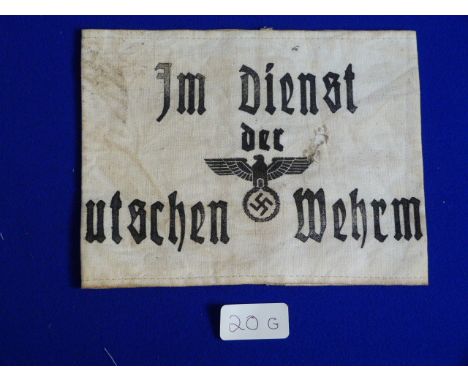 Im Dienst
der
utschen Wehrm
20 G